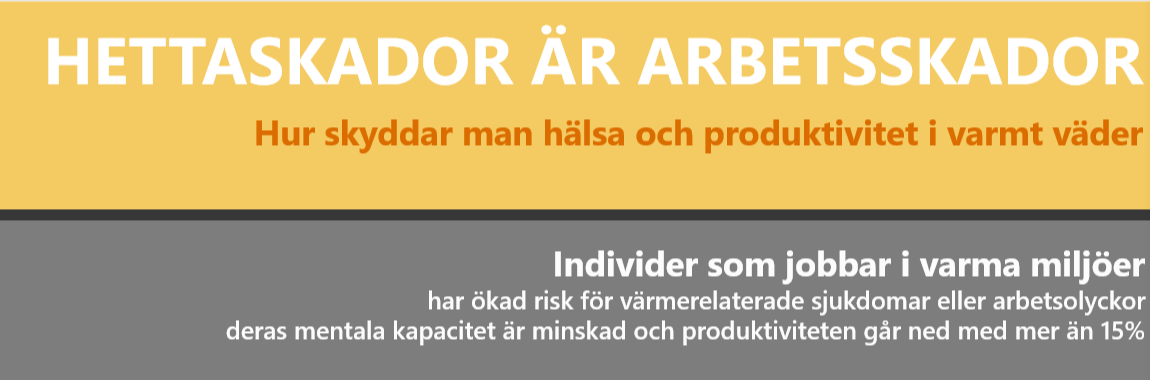 HETTASKADOR ÄR ARBETSSKADOR
Hur skyddar man hälsa och produktivitet i varmt väder
Individer som jobbar i varma miljöer
har ökad risk för värmerelaterade sjukdomar eller arbetsolyckor
deras mentala kapacitet är minskad och produktiviteten går ned med mer än 15%